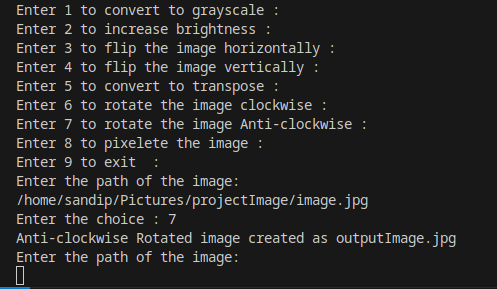 Enter 1 to convert to grayscale :
Enter 2 to increase brightness :
Enter 3 to flip the image horizontally :
Enter 4 to flip the image vertically :
Enter 5 to convert to transpose :
Enter 6 to rotate the image clockwise :
Enter 7 to rotate the image Anti-clockwise :
Enter 8 to pixelete the image :
Enter 9 to exit  :
Enter the path of the image:
/home/sandip/Pictures/projectImage/image.jpg
Enter the choice : 7
Anti-clockwise Rotated image created as outputImage.jpg
Enter the path of the image: